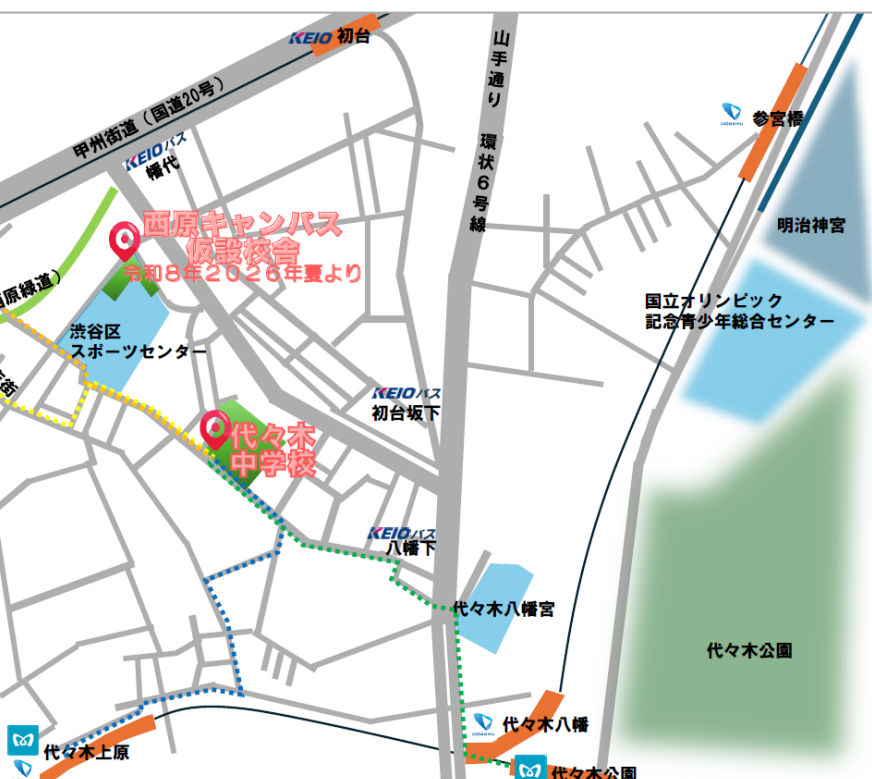 KEIO 初台
甲州街道（国道20号）
KEIOバス
幡代
山手通り 環状６号線
ODAKYU
参宮橋
明治神宮
西原キャンパス
仮設校舎
令和８年２０２６年夏より
原緑道）
国立オリンピック
記念青少年総合センター
渋谷区
スポーツセンター
街
KEIOバス
初台坂下
代々木
中学校
KEIOバス
八幡下
代々木八幡宮
代々木公園
ODAKYU
代々木八幡
代々木上原
代々木公園